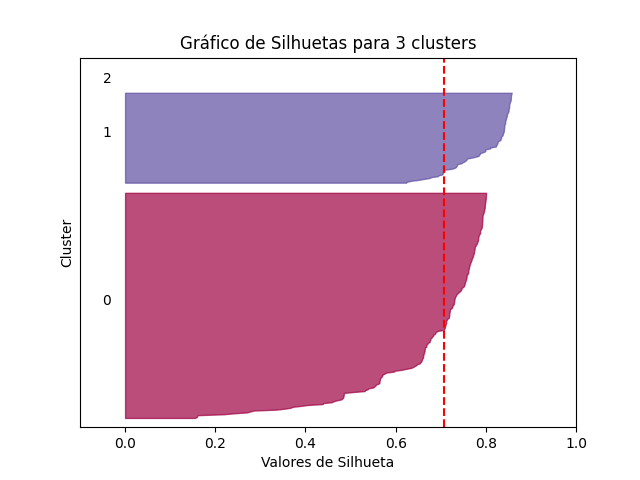 Gráfico de Silhuetas para 3 clusters
2
1
0
Cluster
0.0 0.2 0.4 0.6 0.8 1.0
Valores de Silhueta